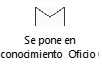 Se pone en
conocimiento Oficio